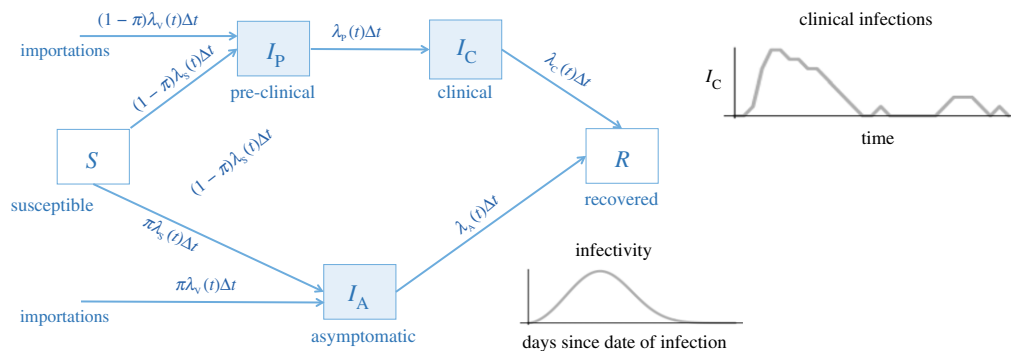 (1 - π)λᵥ(t)Δt
importations
I_P
pre-clinical
λ_P(t)Δt
I_C
clinical
clinical infections
I_C
time
(1 - π)λ_S(t)Δt
λ_C(t)Δt
S
susceptible
(1 - π)λ_S(t)Δt
R
recovered
πλ_S(t)Δt
λ_A(t)Δt
πλᵥ(t)Δt
importations
I_A
asymptomatic
infectivity
days since date of infection